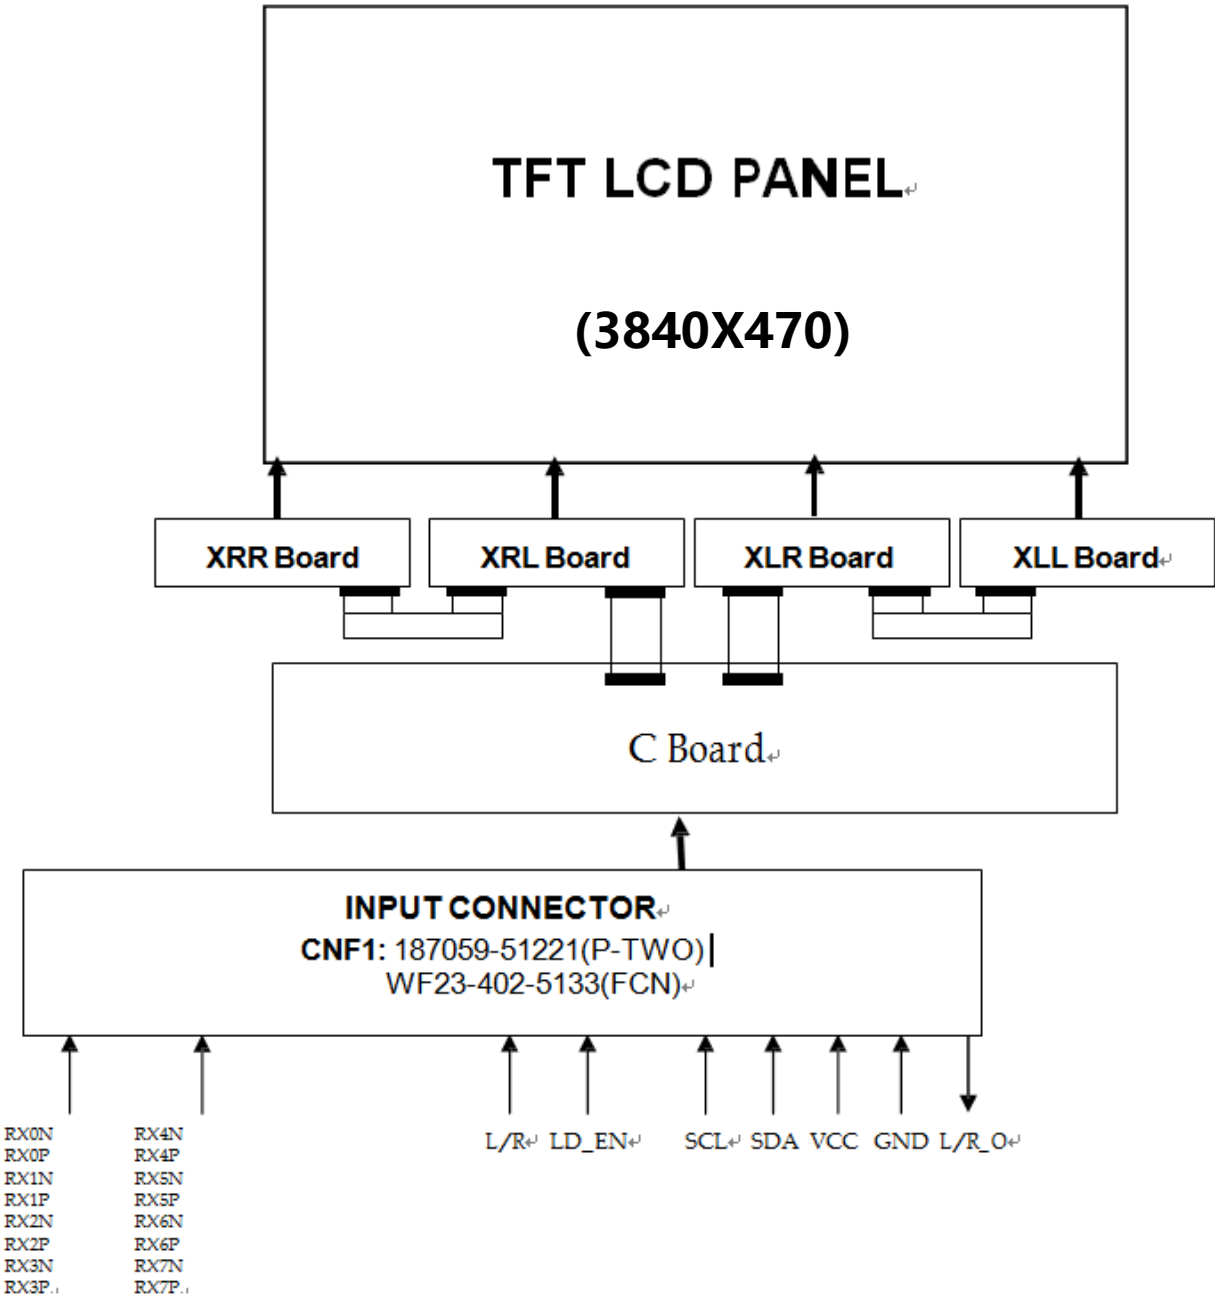 TFT LCD PANEL
(3840X470)
XRR Board XRL Board XLR Board XLL Board
C Board
INPUT CONNECTOR
CNF1: 187059-51221(P-TWO)
WF23-402-5133(FCN)
L/R LD_EN SCL SDA VCC GND L/R_O
RX0N RX4N
RX0P RX4P
RX1N RX5N
RX1P RX5P
RX2N RX6N
RX2P RX6P
RX3N RX7N
RX3P. RX7P.